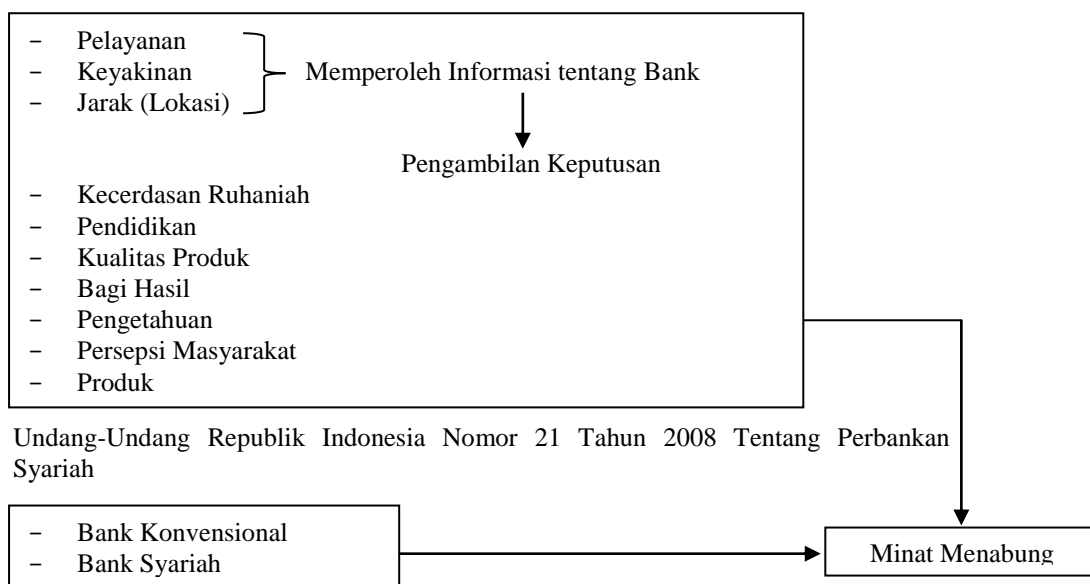 - Pelayanan
- Keyakinan
- Jarak (Lokasi)
Memperoleh Informasi tentang Bank
Pengambilan Keputusan
- Kecerdasan Ruhaniah
- Pendidikan
- Kualitas Produk
- Bagi Hasil
- Pengetahuan
- Persepsi Masyarakat
- Produk
Undang-Undang Republik Indonesia Nomor 21 Tahun 2008 Tentang Perbankan
Syariah
- Bank Konvensional
- Bank Syariah
Minat Menabung